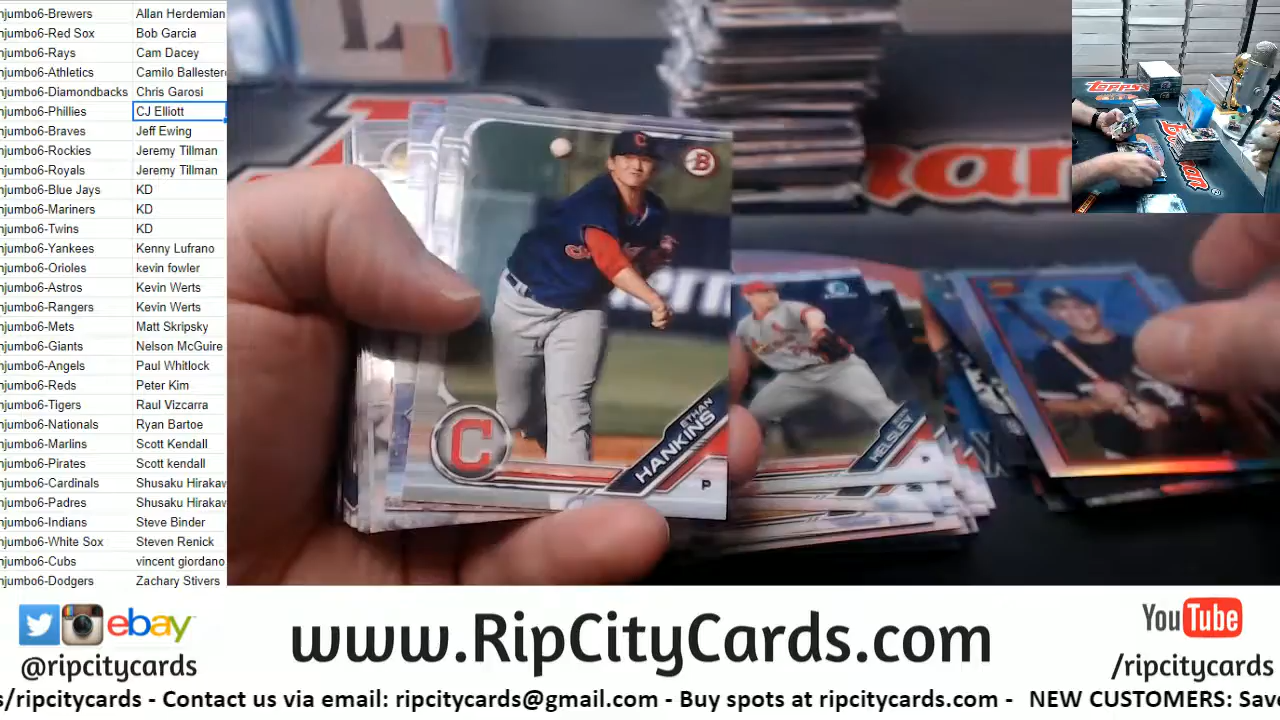 njumbo6-Brewers Allan Herdemian
njumbo6-Red Sox Bob Garcia
njumbo6-Rays Cam Dacey
njumbo6-Athletics Camilo Ballester
njumbo6-Diamondbacks Chris Garosi
njumbo6-Phillies CJ Elliott
njumbo6-Braves Jeff Ewing
njumbo6-Rockies Jeremy Tillman
njumbo6-Royals Jeremy Tillman
njumbo6-Blue Jays KD
njumbo6-Mariners KD
njumbo6-Twins KD
njumbo6-Yankees Kenny Lufrano
njumbo6-Orioles kevin fowler
njumbo6-Astros Kevin Werts
njumbo6-Rangers Kevin Werts
njumbo6-Mets Matt Skripsky
njumbo6-Giants Nelson McGuire
njumbo6-Angels Paul Whitlock
njumbo6-Reds Peter Kim
njumbo6-Tigers Raul Vizcarra
njumbo6-Nationals Ryan Bartoe
njumbo6-Marlins Scott Kendall
njumbo6-Pirates Scott kendall
njumbo6-Cardinals Shusaku Hirakaw
njumbo6-Padres Shusaku Hirakaw
njumbo6-Indians Steve Binder
njumbo6-White Sox Steven Renick
njumbo6-Cubs vincent giordano
njumbo6-Dodgers Zachary Stivers
C
B
C
ETHAN
HANKINS
P
HELSLEY
P
man
TOPPS
ebay
@ripcitycards
www.RipCityCards.com
YouTube
/ripcitycards
s/ripcitycards - Contact us via email: ripcitycards@gmail.com - Buy spots at ripcitycards.com - NEW CUSTOMERS: Save